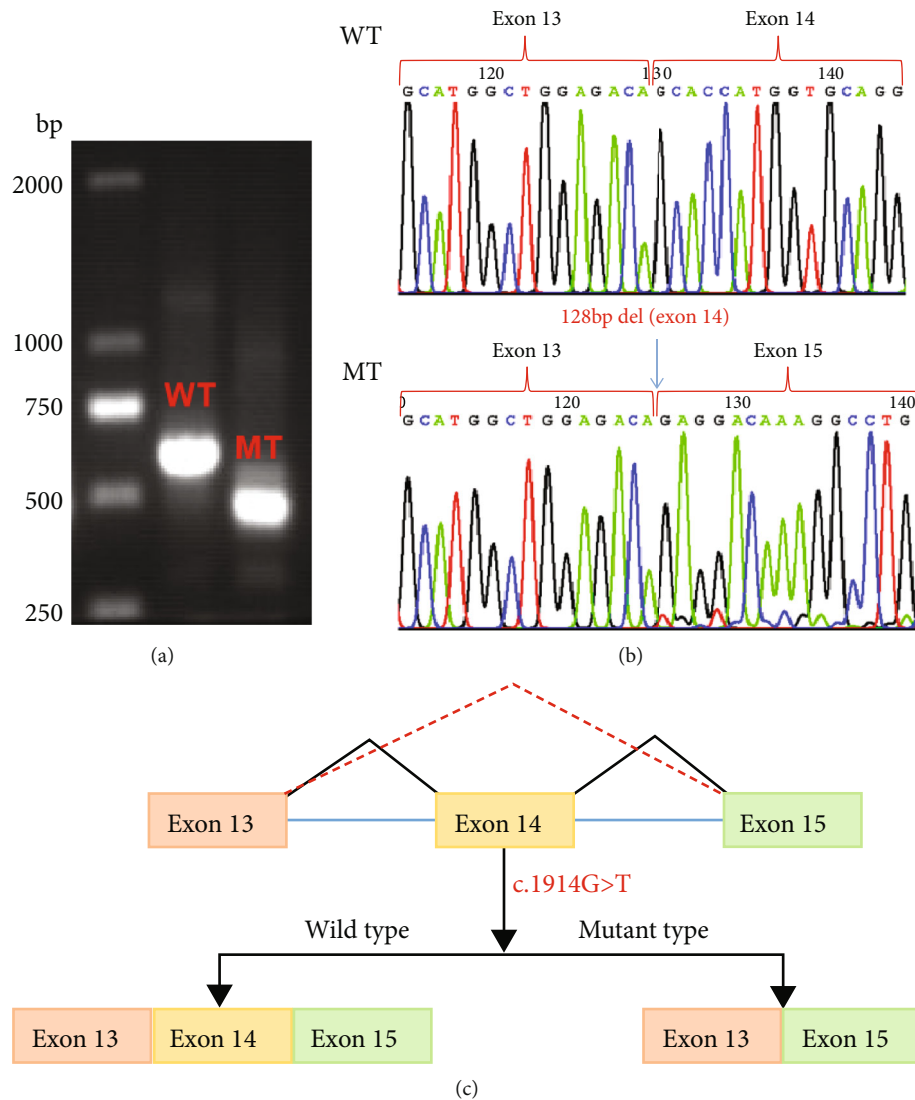 WT
Exon 13 Exon 14
120 130 140
GCATGGCTGGAGACAGCACCATGGTGCAGG
bp
2000
1000
750
500
250
WT
MT
(a)
128bp del (exon 14)
MT
Exon 13 Exon 15
0 120 130 140
GCATGGCTGGAGACAGAGGACAAAGGCCTG
(b)
Exon 13 Exon 14 Exon 15
c.1914G>T
Wild type Mutant type
Exon 13 Exon 14 Exon 15 Exon 13 Exon 15
(c)